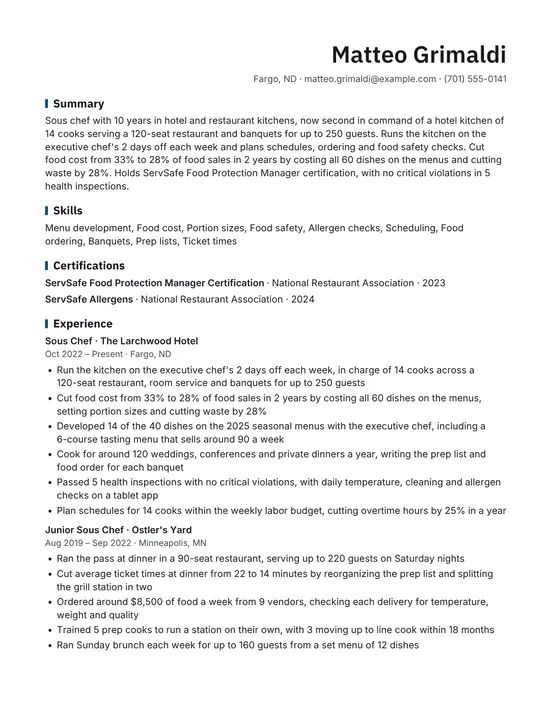 Matteo Grimaldi
Fargo, ND · matteo.grimaldi@example.com · (701) 555-0141
Summary
Sous chef with 10 years in hotel and restaurant kitchens, now second in command of a hotel kitchen of
14 cooks serving a 120-seat restaurant and banquets for up to 250 guests. Runs the kitchen on the
executive chef's 2 days off each week and plans schedules, ordering and food safety checks. Cut
food cost from 33% to 28% of food sales in 2 years by costing all 60 dishes on the menus and cutting
waste by 28%. Holds ServSafe Food Protection Manager certification, with no critical violations in 5
health inspections.
Skills
Menu development, Food cost, Portion sizes, Food safety, Allergen checks, Scheduling, Food
ordering, Banquets, Prep lists, Ticket times
Certifications
ServSafe Food Protection Manager Certification · National Restaurant Association · 2023
ServSafe Allergens · National Restaurant Association · 2024
Experience
Sous Chef · The Larchwood Hotel
Oct 2022 – Present · Fargo, ND
• Run the kitchen on the executive chef's 2 days off each week, in charge of 14 cooks across a
120-seat restaurant, room service and banquets for up to 250 guests
• Cut food cost from 33% to 28% of food sales in 2 years by costing all 60 dishes on the menus,
setting portion sizes and cutting waste by 28%
• Developed 14 of the 40 dishes on the 2025 seasonal menus with the executive chef, including a
6-course tasting menu that sells around 90 a week
• Cook for around 120 weddings, conferences and private dinners a year, writing the prep list and
food order for each banquet
• Passed 5 health inspections with no critical violations, with daily temperature, cleaning and allergen
checks on a tablet app
• Plan schedules for 14 cooks within the weekly labor budget, cutting overtime hours by 25% in a year
Junior Sous Chef · Ostler's Yard
Aug 2019 – Sep 2022 · Minneapolis, MN
• Ran the pass at dinner in a 90-seat restaurant, serving up to 220 guests on Saturday nights
• Cut average ticket times at dinner from 22 to 14 minutes by reorganizing the prep list and splitting
the grill station in two
• Ordered around $8,500 of food a week from 9 vendors, checking each delivery for temperature,
weight and quality
• Trained 5 prep cooks to run a station on their own, with 3 moving up to line cook within 18 months
• Ran Sunday brunch each week for up to 160 guests from a set menu of 12 dishes